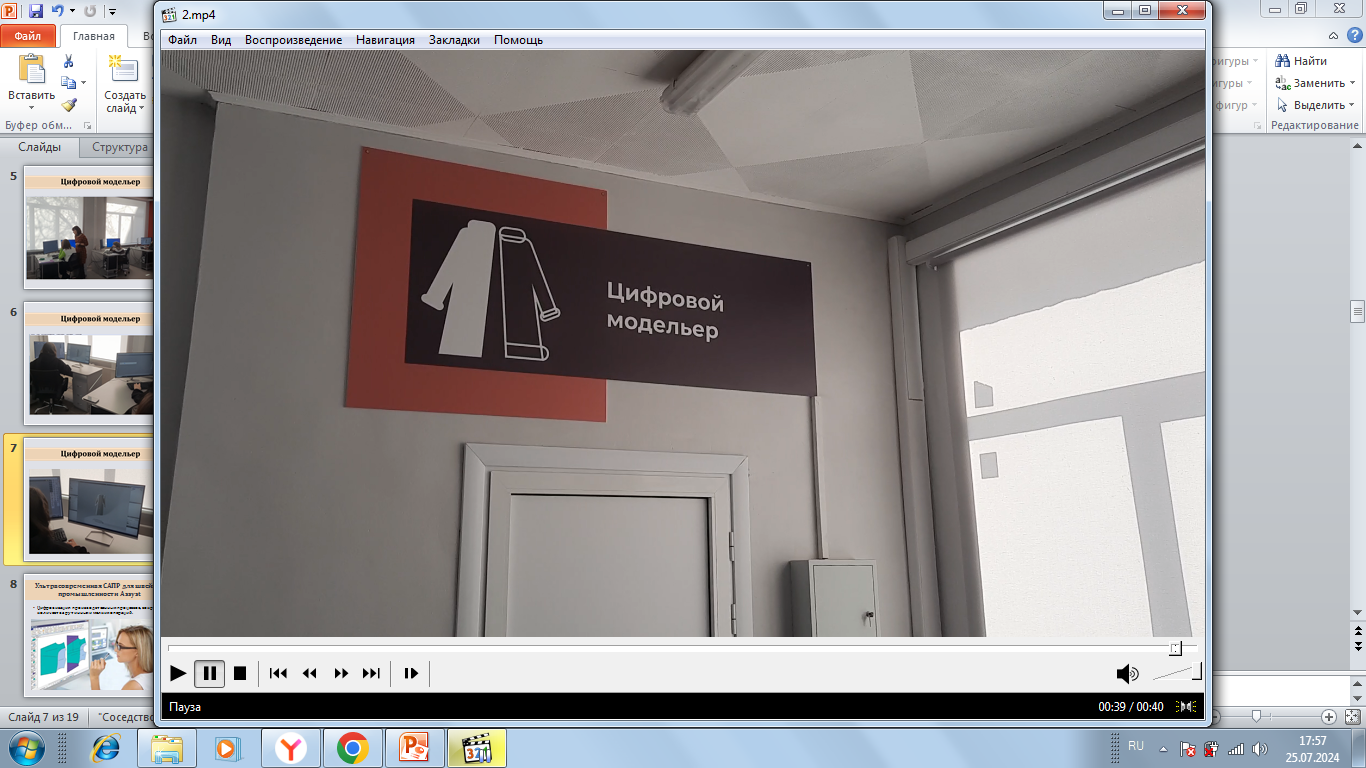 2.mp4
Файл
Главная
Файл Вид Воспроизведение Навигация Закладки Помощь
Вставить
Создать
слайд
Буфер обм...
Найти
Заменить
Выделить
Редактирование
Слайды Структура
5
Цифровой модельер
6
Цифровой модельер
7
Цифровой модельер
8
Цифровой
модельер
Пауза
00:39 / 00:40
Слайд 7 из 19
RU
17:57
25.07.2024